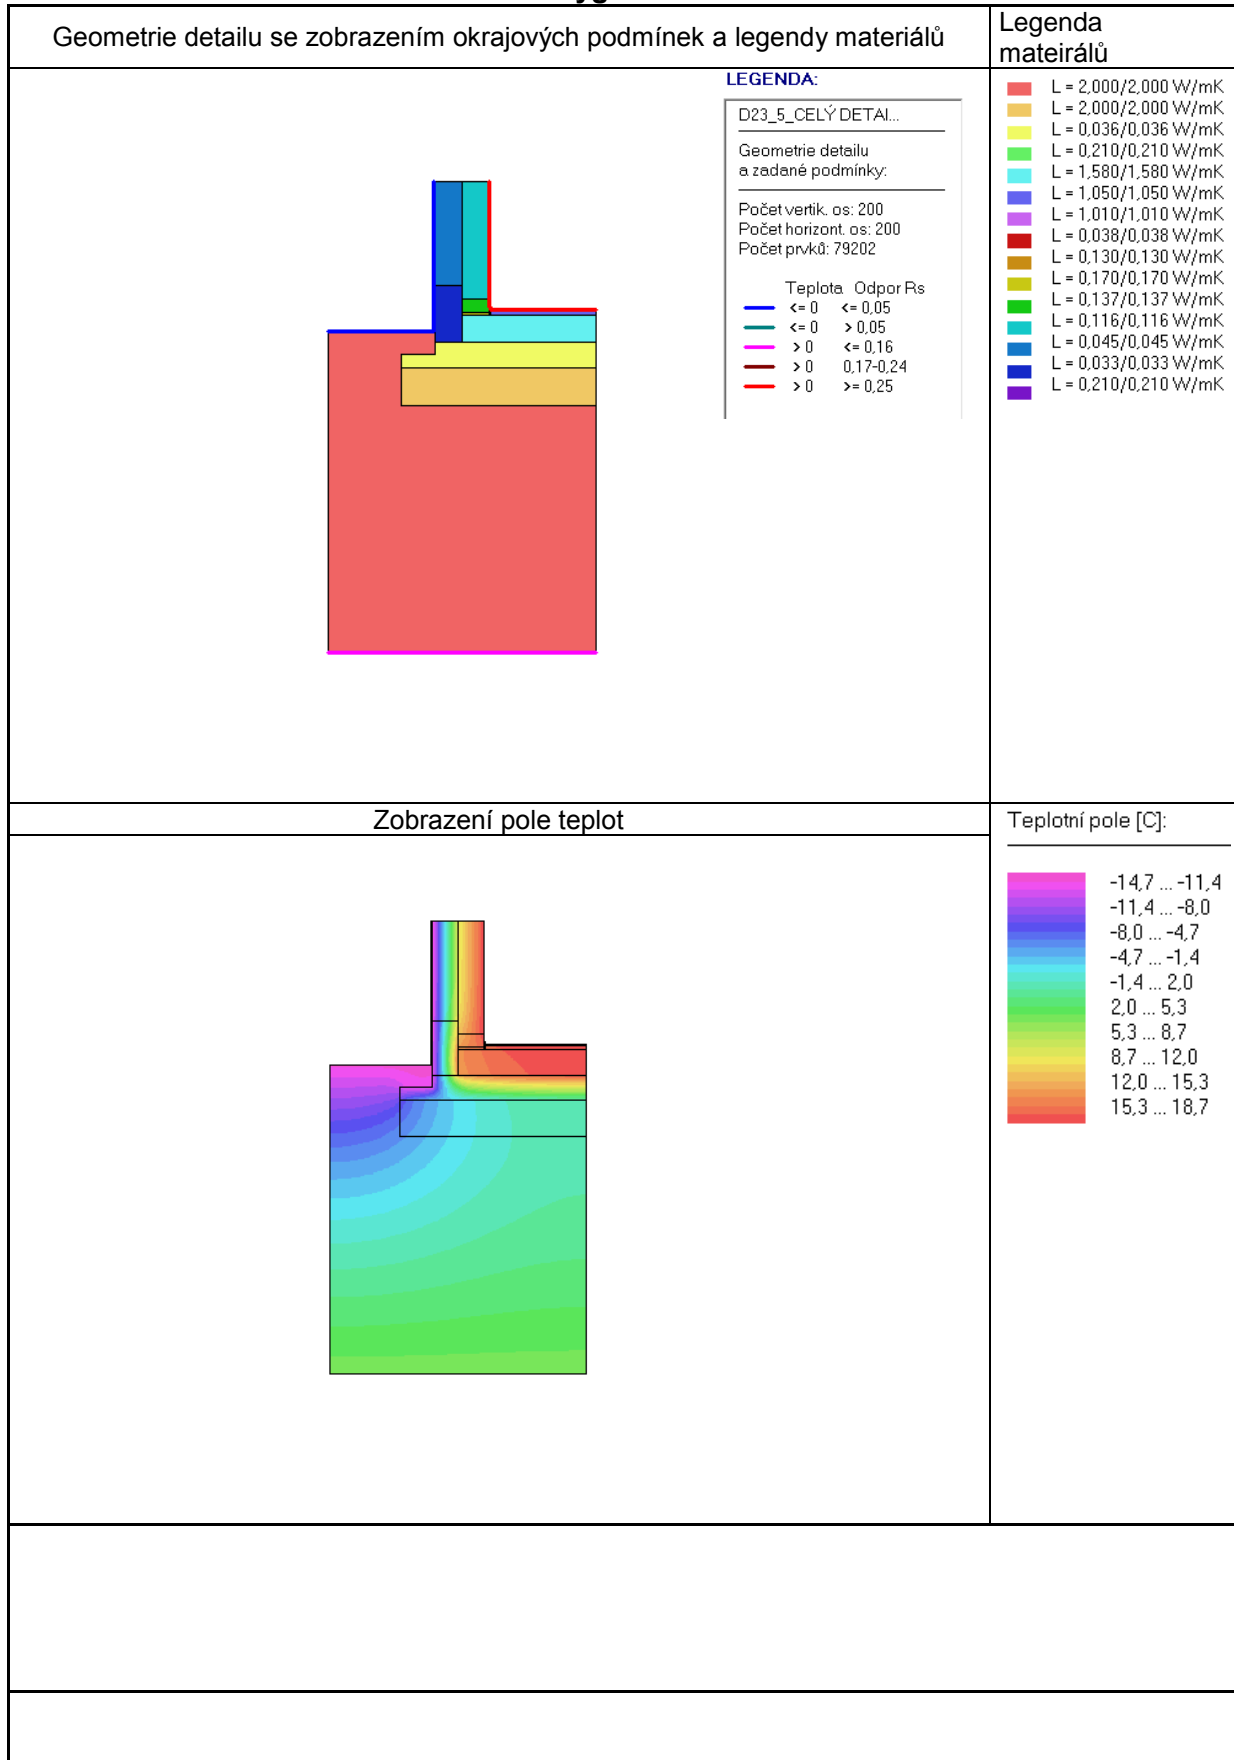 Geometrie detailu se zobrazením okrajových podmínek a legendy materiálů
Legenda
mateirálů
LEGENDA:
D23_5_CELÝ DETAI...
Geometrie detailu
a zadané podmínky:
Počet vertik. os: 200
Počet horizont. os: 200
Počet prvků: 79202
Teplota Odpor Rs
<= 0 <= 0,05
<= 0 > 0,05
> 0 <= 0,16
> 0 0,17-0,24
> 0 >= 0,25
L = 2,000/2,000 W/mK
L = 2,000/2,000 W/mK
L = 0,036/0,036 W/mK
L = 0,210/0,210 W/mK
L = 1,580/1,580 W/mK
L = 1,050/1,050 W/mK
L = 1,010/1,010 W/mK
L = 0,038/0,038 W/mK
L = 0,130/0,130 W/mK
L = 0,170/0,170 W/mK
L = 0,137/0,137 W/mK
L = 0,116/0,116 W/mK
L = 0,045/0,045 W/mK
L = 0,033/0,033 W/mK
L = 0,210/0,210 W/mK
Zobrazení pole teplot
Teplotní pole [C]:
-14,7 ... -11,4
-11,4 ... -8,0
-8,0 ... -4,7
-4,7 ... -1,4
-1,4 ... 2,0
2,0 ... 5,3
5,3 ... 8,7
8,7 ... 12,0
12,0 ... 15,3
15,3 ... 18,7